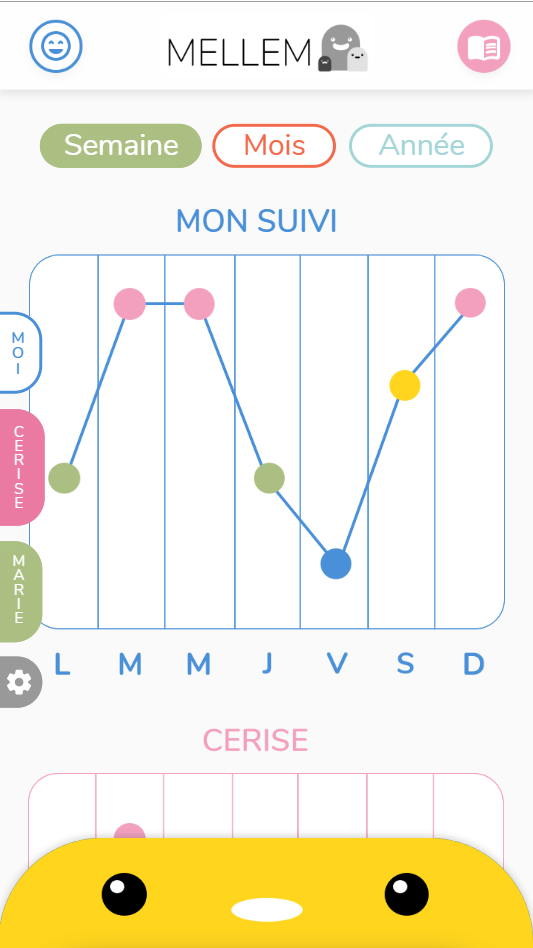 MELLEM
Semaine Mois Année
MON SUIVI
MOI
CERISE
MARIE
L M M J V S D
CERISE